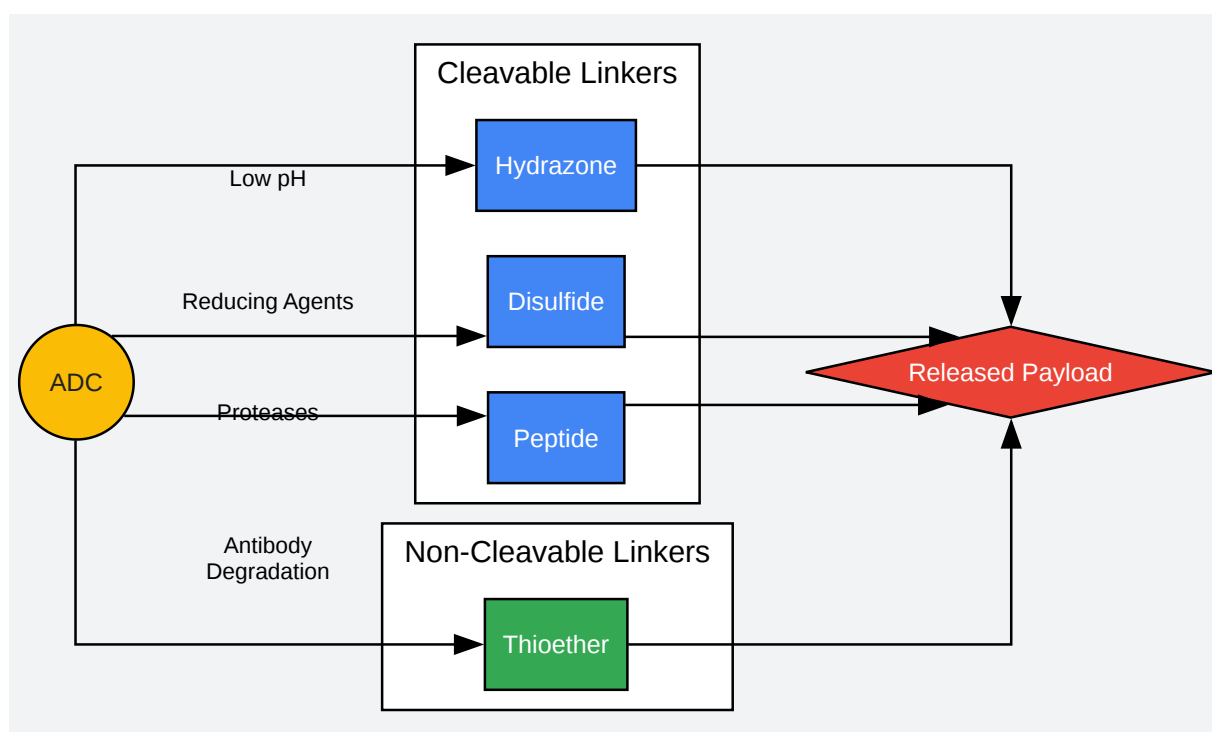 Cleavable Linkers
Hydrazone
Low pH
Disulfide
Reducing Agents
ADC
Released Payload
Proteases
Peptide
Antibody
Degradation
Non-Cleavable Linkers
Thioether